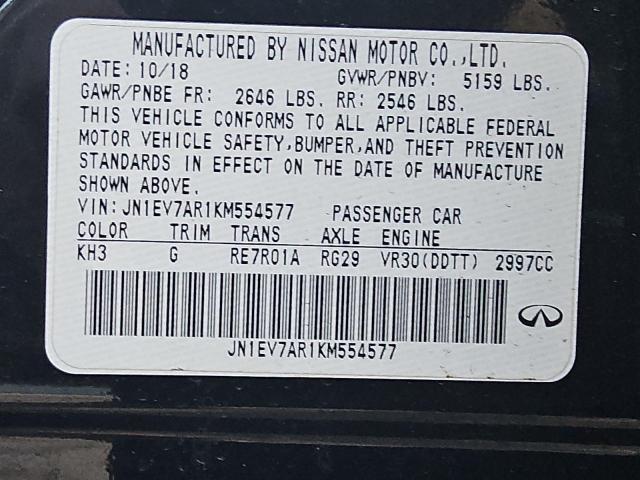 MANUFACTURED BY NISSAN MOTOR CO.,LTD.
DATE: 10/18 GVWR/PNBV: 5159 LBS.
GAWR/PNBE FR: 2646 LBS. RR: 2546 LBS.
THIS VEHICLE CONFORMS TO ALL APPLICABLE FEDERAL
MOTOR VEHICLE SAFETY,BUMPER,AND THEFT PREVENTION
STANDARDS IN EFFECT ON THE DATE OF MANUFACTURE
SHOWN ABOVE.
VIN:JN1EV7AR1KM554577 PASSENGER CAR
COLOR TRIM TRANS AXLE ENGINE
KH3 G RE7R01A RG29 VR30(DDTT) 2997CC
JN1EV7AR1KM554577